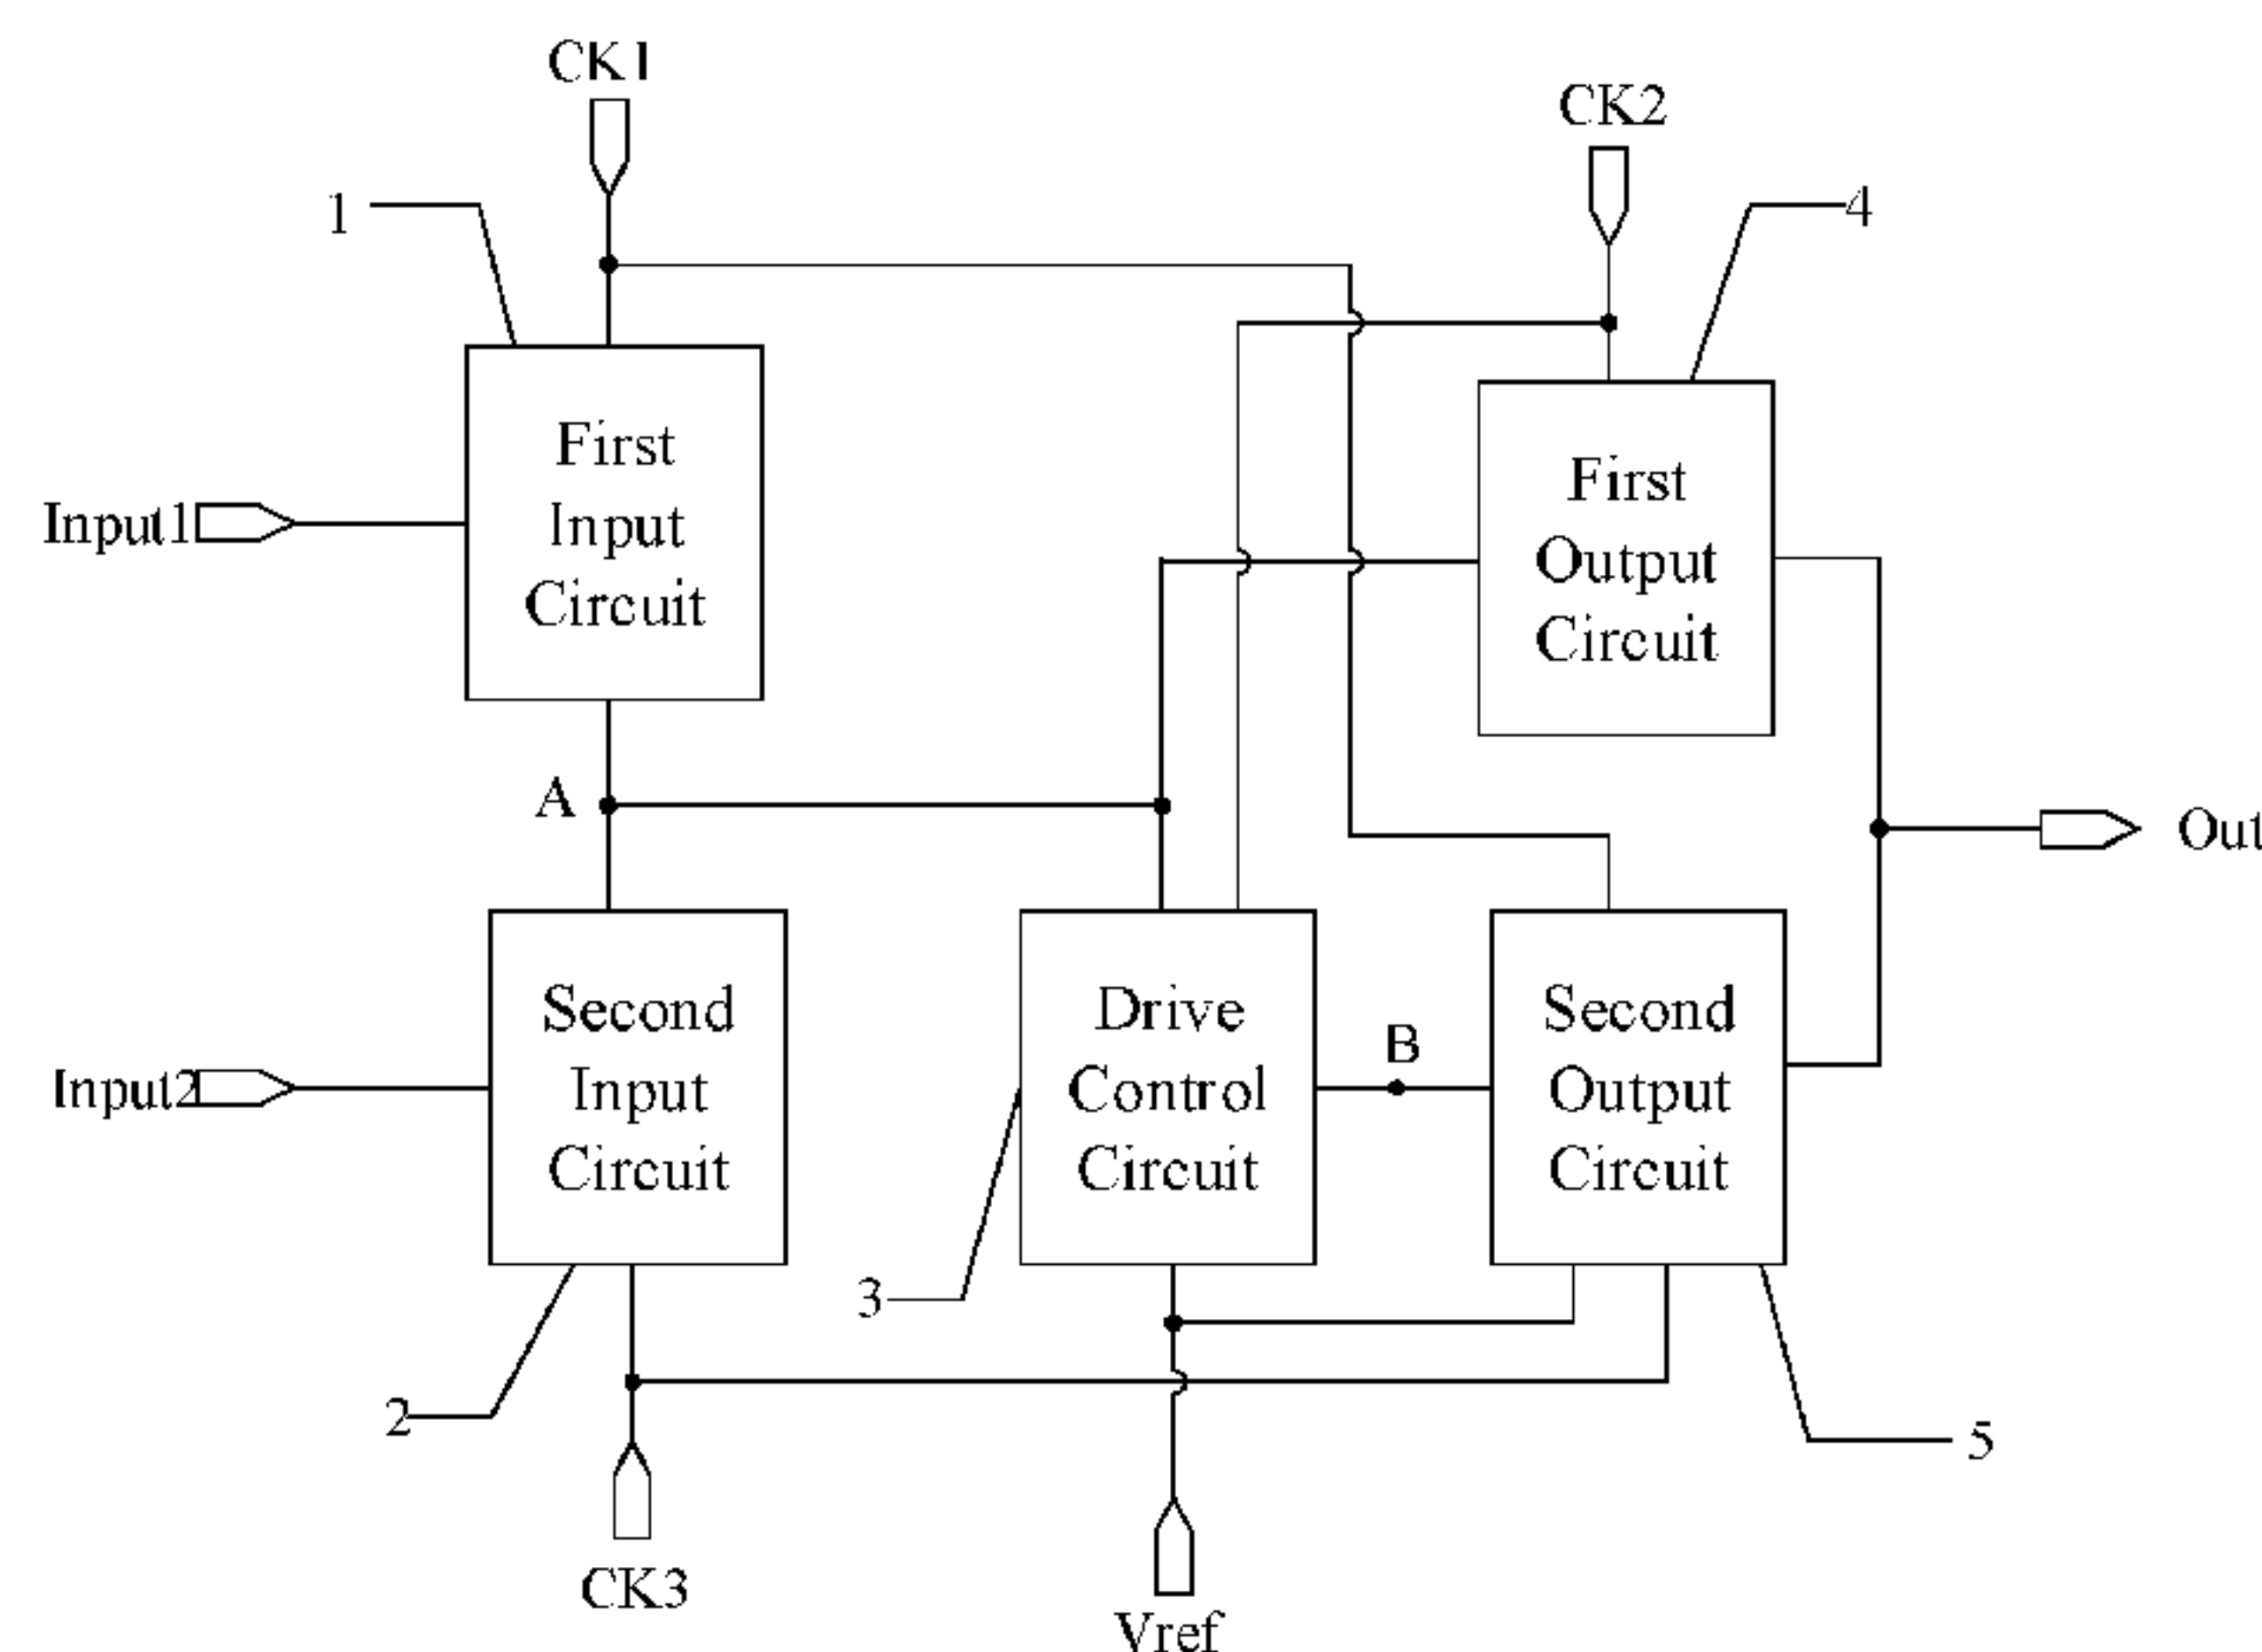 CK1
CK2
1
4
First
Input
Circuit
First
Output
Circuit
Input1
A
Out
Second
Input
Circuit
Drive
Control
Circuit
B
Second
Output
Circuit
Input2
3
2
5
CK3
Vref